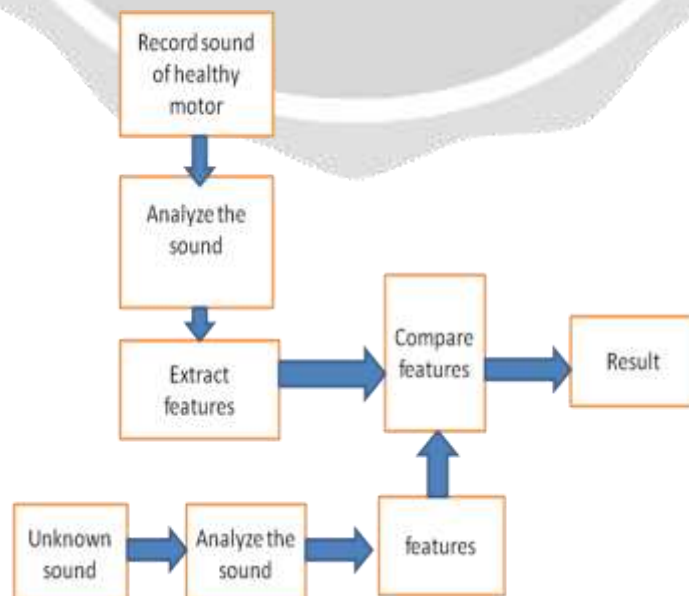 Record sound
of healthy
motor
Analyze the
sound
Extract
features
Compare
features
Result
Unknown
sound
Analyze the
sound
features